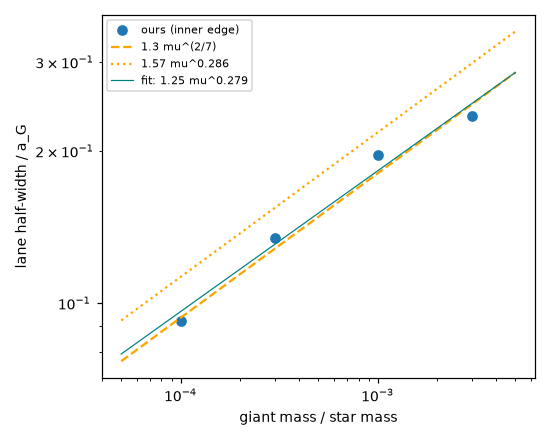 ours (inner edge)
1.3 mu^(2/7)
1.57 mu^0.286
fit: 1.25 mu^0.279
3 × 10⁻¹
2 × 10⁻¹
10⁻¹
lane half-width / a_G
10⁻⁴ 10⁻³
giant mass / star mass